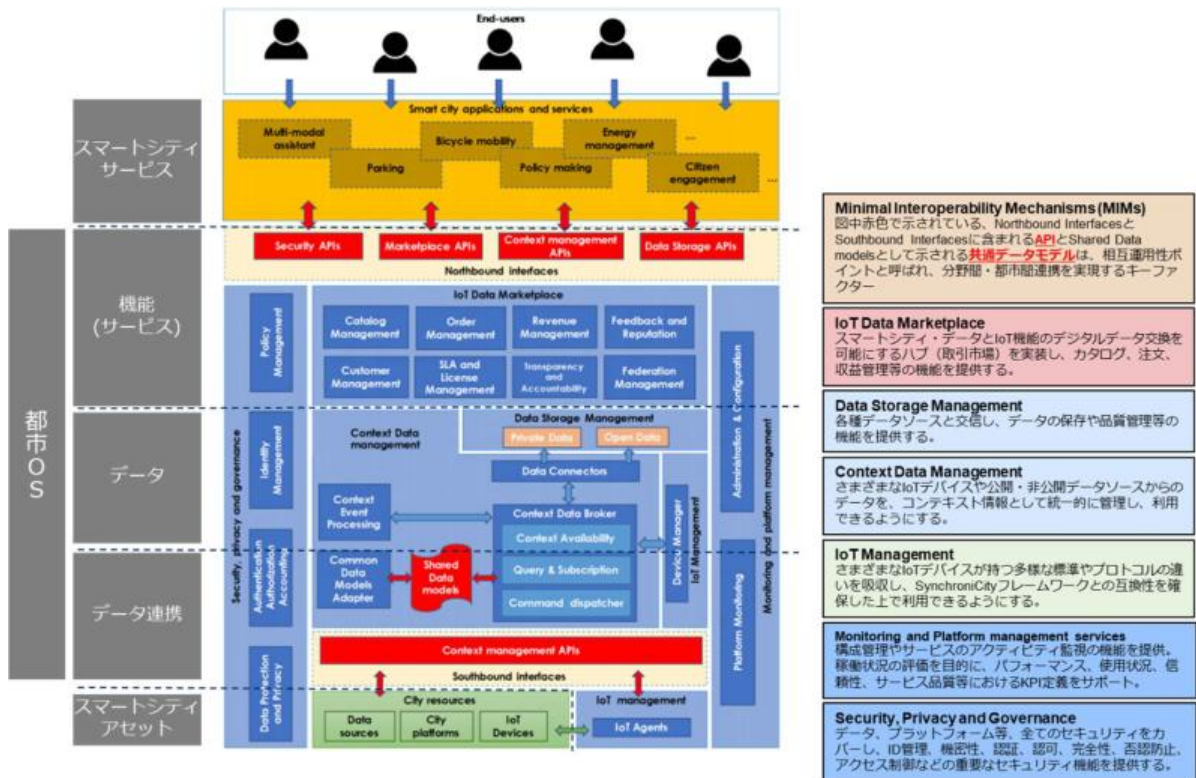 End-users
スマートシティ
サービス
Smart city applications and services
Multi-modal
assistant
Parking
Bicycle mobility
Policy making
Energy
management
...
Citizen
engagement
...
都市OS
機能
(サービス)
Security APIs
Marketplace APIs
Context management
APIs
Data Storage APIs
Northbound interfaces
Policy
Management
IoT Data Marketplace
Catalog
Management
Order
Management
Revenue
Management
Feedback and
Reputation
Customer
Management
SLA and
License
Management
Transparency
and
Accountability
Federation
Management
Administration & Configuration
データ
Security, privacy and governance
Identity
Management
Context Data
management
Data Storage Management
Private Data
Open Data
Data Connectors
Context
Event
Processing
Context Data Broker
Context Availability
Query & Subscription
Command dispatcher
Device Manager
IoT Management
Monitoring and platform management
データ連携
Authentication
Authorization
Accounting
Common
Data
Models
Adapter
Shared
Data
models
Platform Monitoring
Context management APIs
Southbound interfaces
スマートシティ
アセット
Data Protection
and Privacy
City resources
Data
sources
City
platforms
IoT
Devices
IoT management
IoT Agents
Minimal Interoperability Mechanisms (MIMs)
図中赤色で示されている、Northbound Interfacesと
Southbound Interfacesに含まれるAPIとShared Data
modelsとして示される共通データモデルは、相互運用性ポ
イントと呼ばれ、分野間・都市間連携を実現するキーファ
クター
IoT Data Marketplace
スマートシティ・データとIoT機能のデジタルデータ交換を
可能にするハブ（取引市場）を実装し、カタログ、注文、
収益管理等の機能を提供する。
Data Storage Management
各種データソースと交信し、データの保存や品質管理等の
機能を提供する。
Context Data Management
さまざまなIoTデバイスや公開・非公開データソースからの
データを、コンテキスト情報として統一的に管理し、利用
できるようにする。
IoT Management
さまざまなIoTデバイスが持つ多様な標準やプロトコルの違
いを吸収し、SynchroniCityフレームワークとの互換性を確
保した上で利用できるようにする。
Monitoring and Platform management services
構成管理やサービスのアクティビティ監視の機能を提供。
稼働状況の評価を目的に、パフォーマンス、使用状況、信
頼性、サービス品質等におけるKPI定義をサポート。
Security, Privacy and Governance
データ、プラットフォーム等、全てのセキュリティをカ
バーし、ID管理、機密性、認証、認可、完全性、否認防止、
アクセス制御などの重要なセキュリティ機能を提供する。